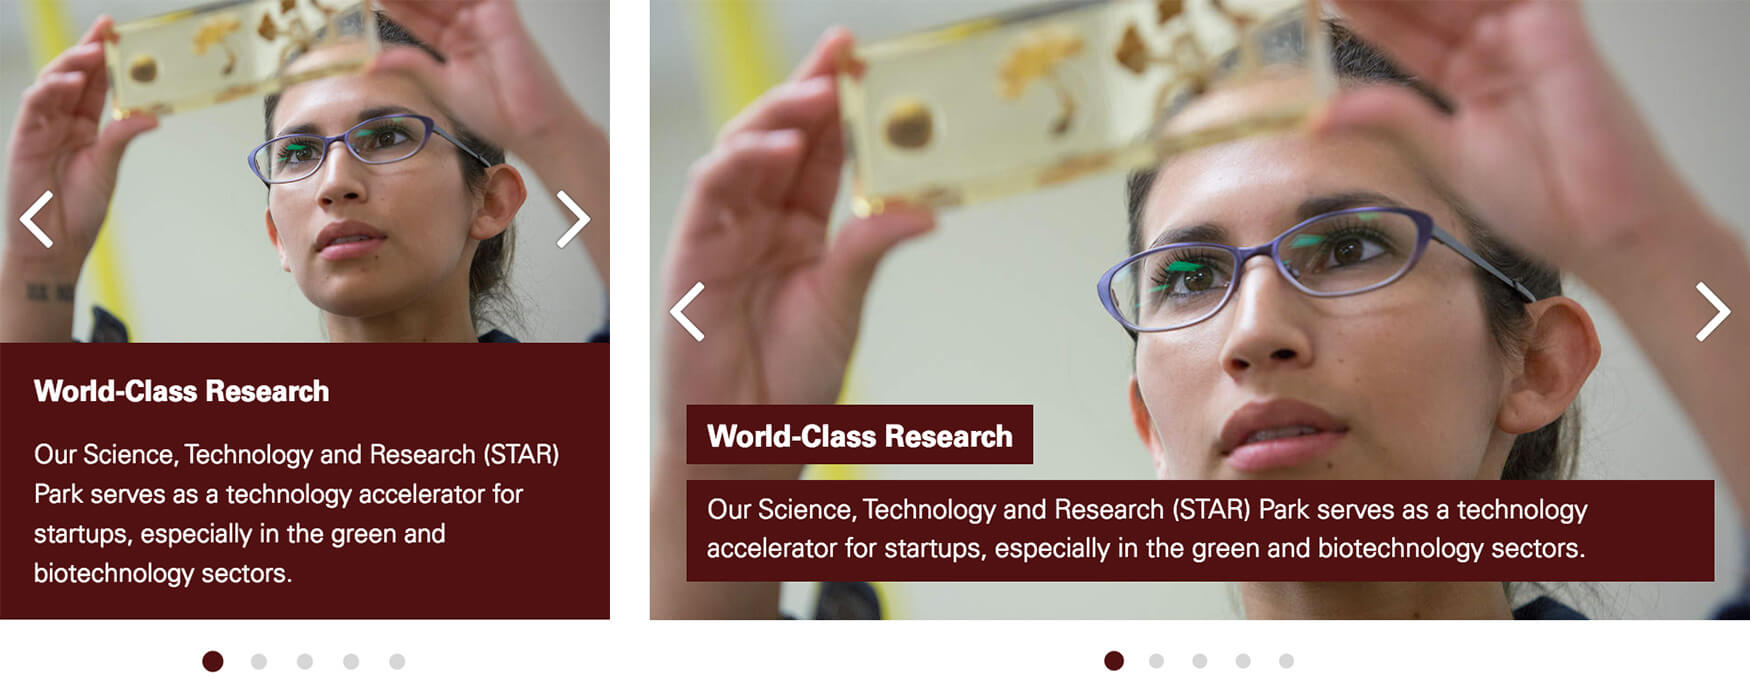 World-Class Research
Our Science, Technology and Research (STAR)
Park serves as a technology accelerator for
startups, especially in the green and
biotechnology sectors.
World-Class Research
Our Science, Technology and Research (STAR) Park serves as a technology
accelerator for startups, especially in the green and biotechnology sectors.